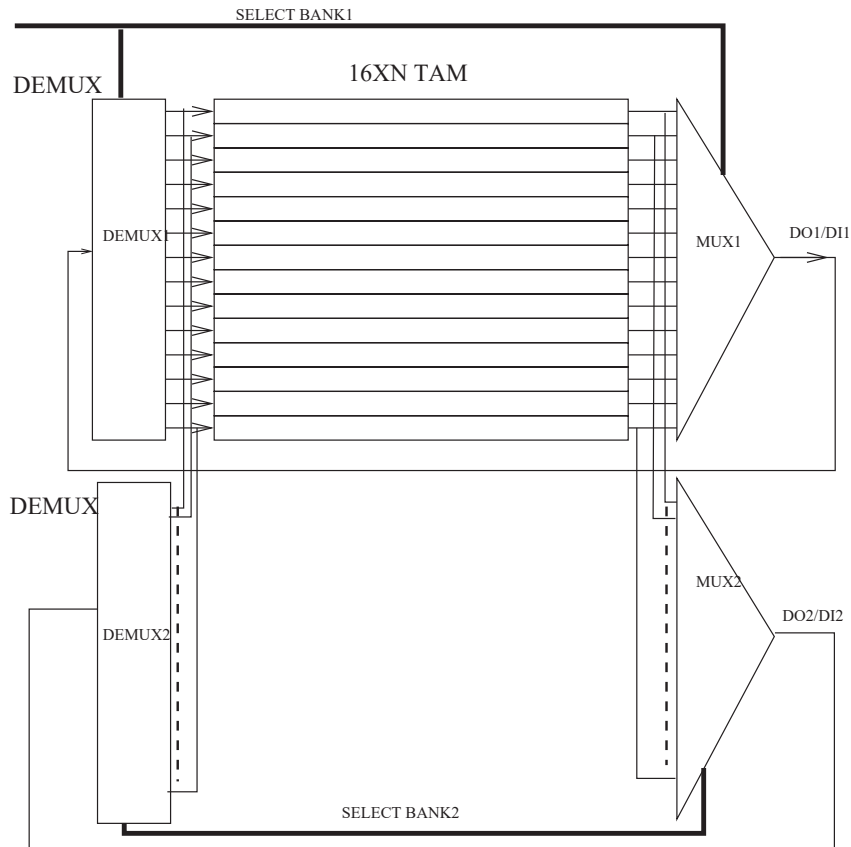 SELECT BANK1
16XN TAM
DEMUX
DEMUX1
MUX1
DO1/DI1
DEMUX
MUX2
DEMUX2
DO2/DI2
SELECT BANK2